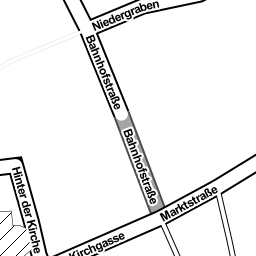 Niedergraben
Bahnhofstraße
Bahnhofstraße
Hinter der Kirche
Marktstraße
Kirchgasse